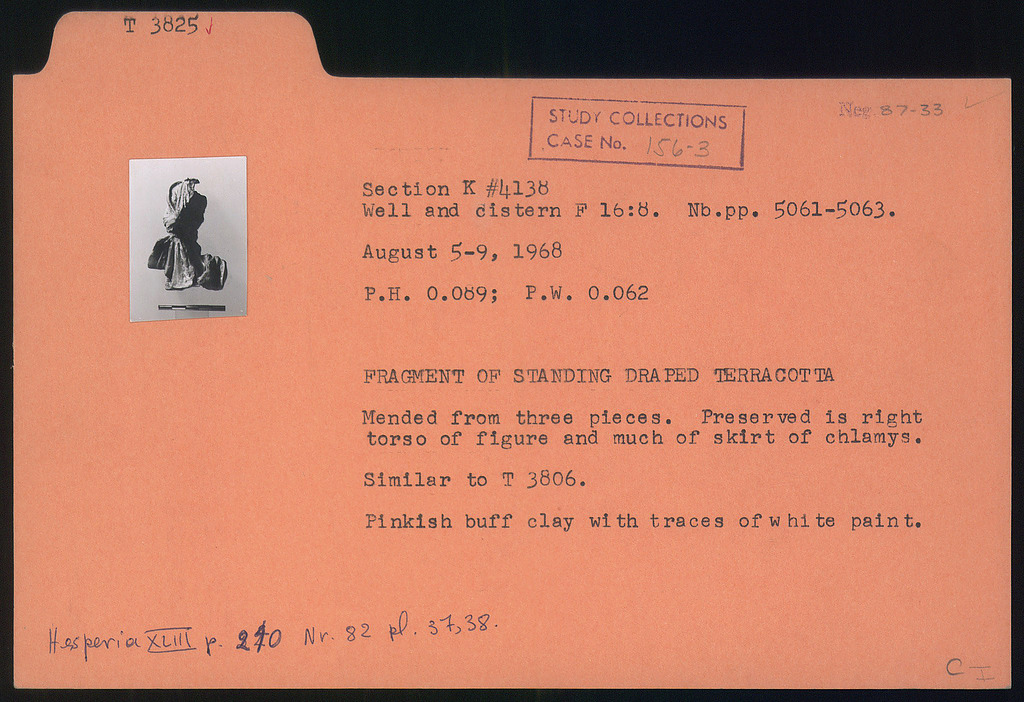 T 3825
Neg 87-33
STUDY COLLECTIONS
CASE No. 156-3
Section K #4138
Well and cistern F 16:8. Nb.pp. 5061-5063.
August 5-9, 1968
P.H. 0.089; P.W. 0.062
FRAGMENT OF STANDING DRAPED TERRACOTTA
Mended from three pieces. Preserved is right
torso of figure and much of skirt of chlamys.
Similar to T 3806.
Pinkish buff clay with traces of white paint.
Hesperia XLIII p. Nr. 82 pl. 37,38.
C I